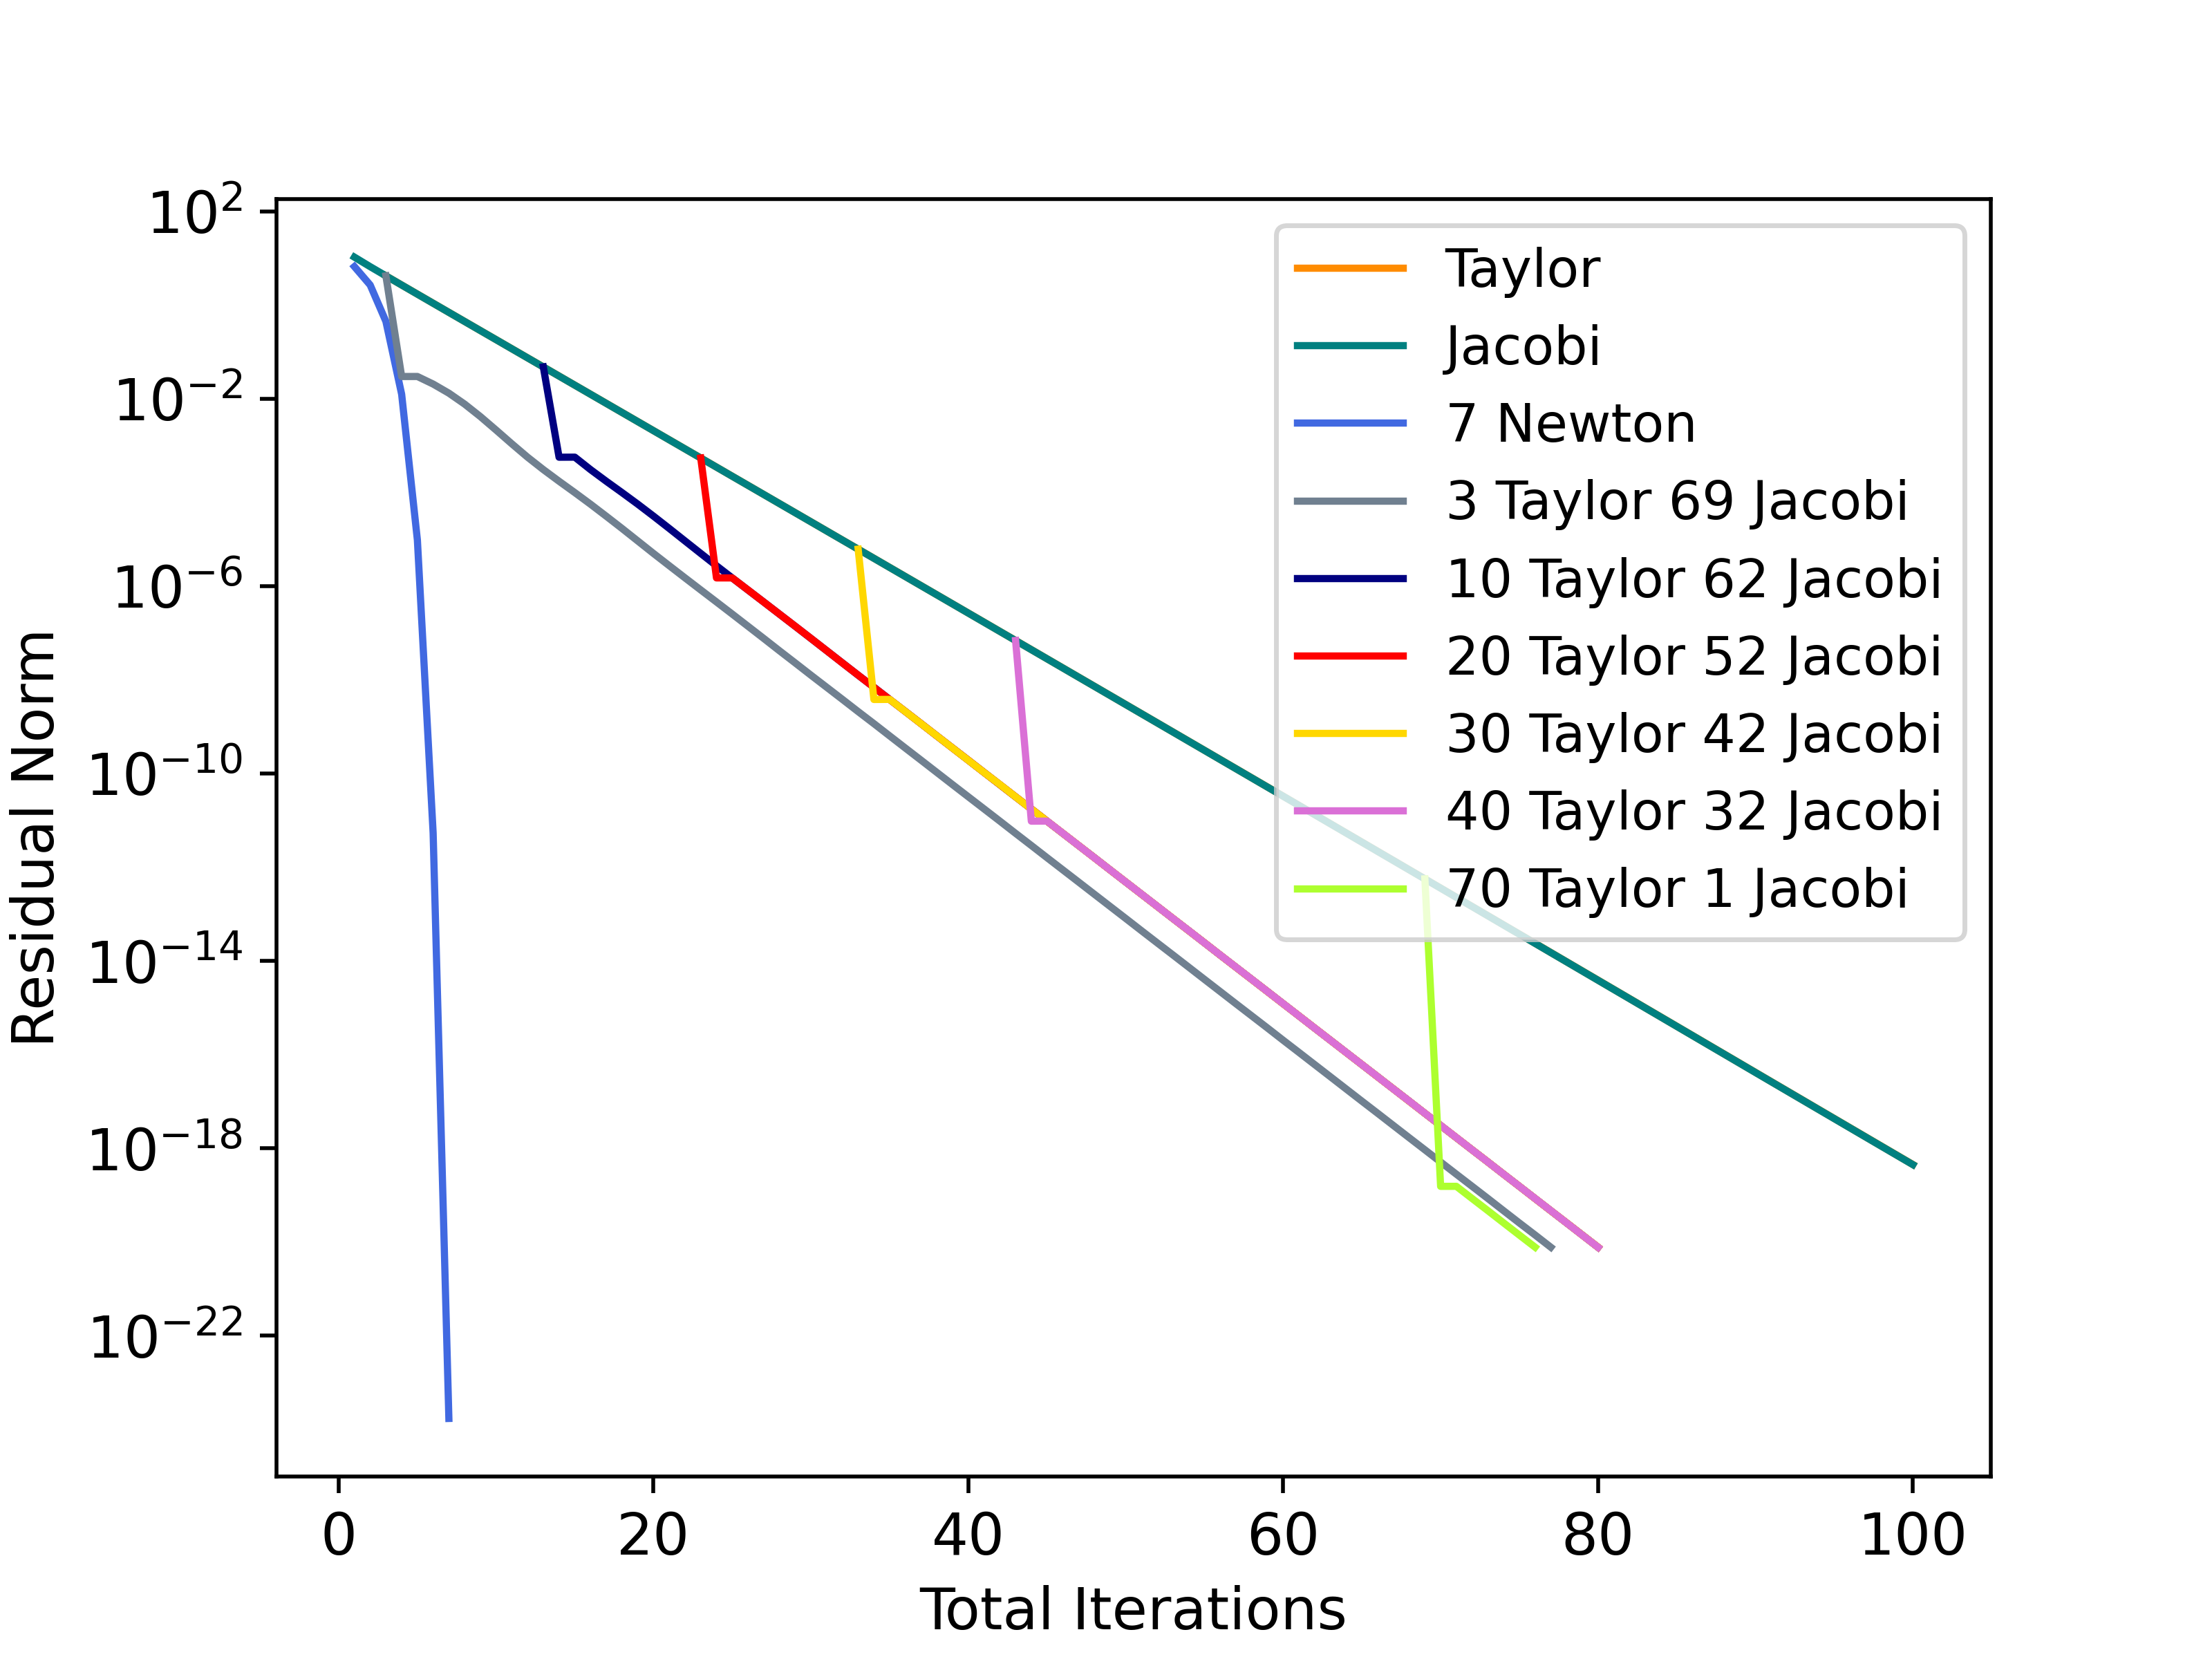 10^2
10^−2
10^−6
10^−10
10^−14
10^−18
10^−22
Residual Norm
0 20 40 60 80 100
Total Iterations
Taylor
Jacobi
7 Newton
3 Taylor 69 Jacobi
10 Taylor 62 Jacobi
20 Taylor 52 Jacobi
30 Taylor 42 Jacobi
40 Taylor 32 Jacobi
70 Taylor 1 Jacobi